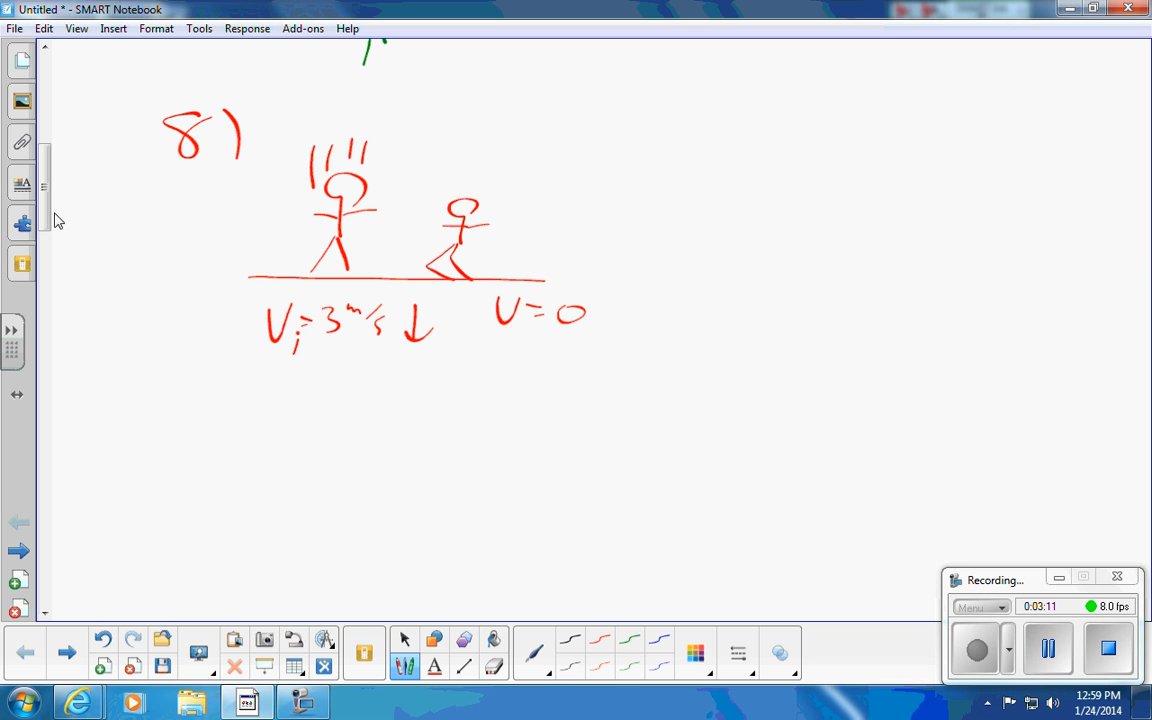 Untitled * - SMART Notebook
File Edit View Insert Format Tools Response Add-ons Help
8)
Vi = 3 m/s ↓ V = 0
Recording...
Menu 0:03:11 8.0 fps
A
12:59 PM
1/24/2014